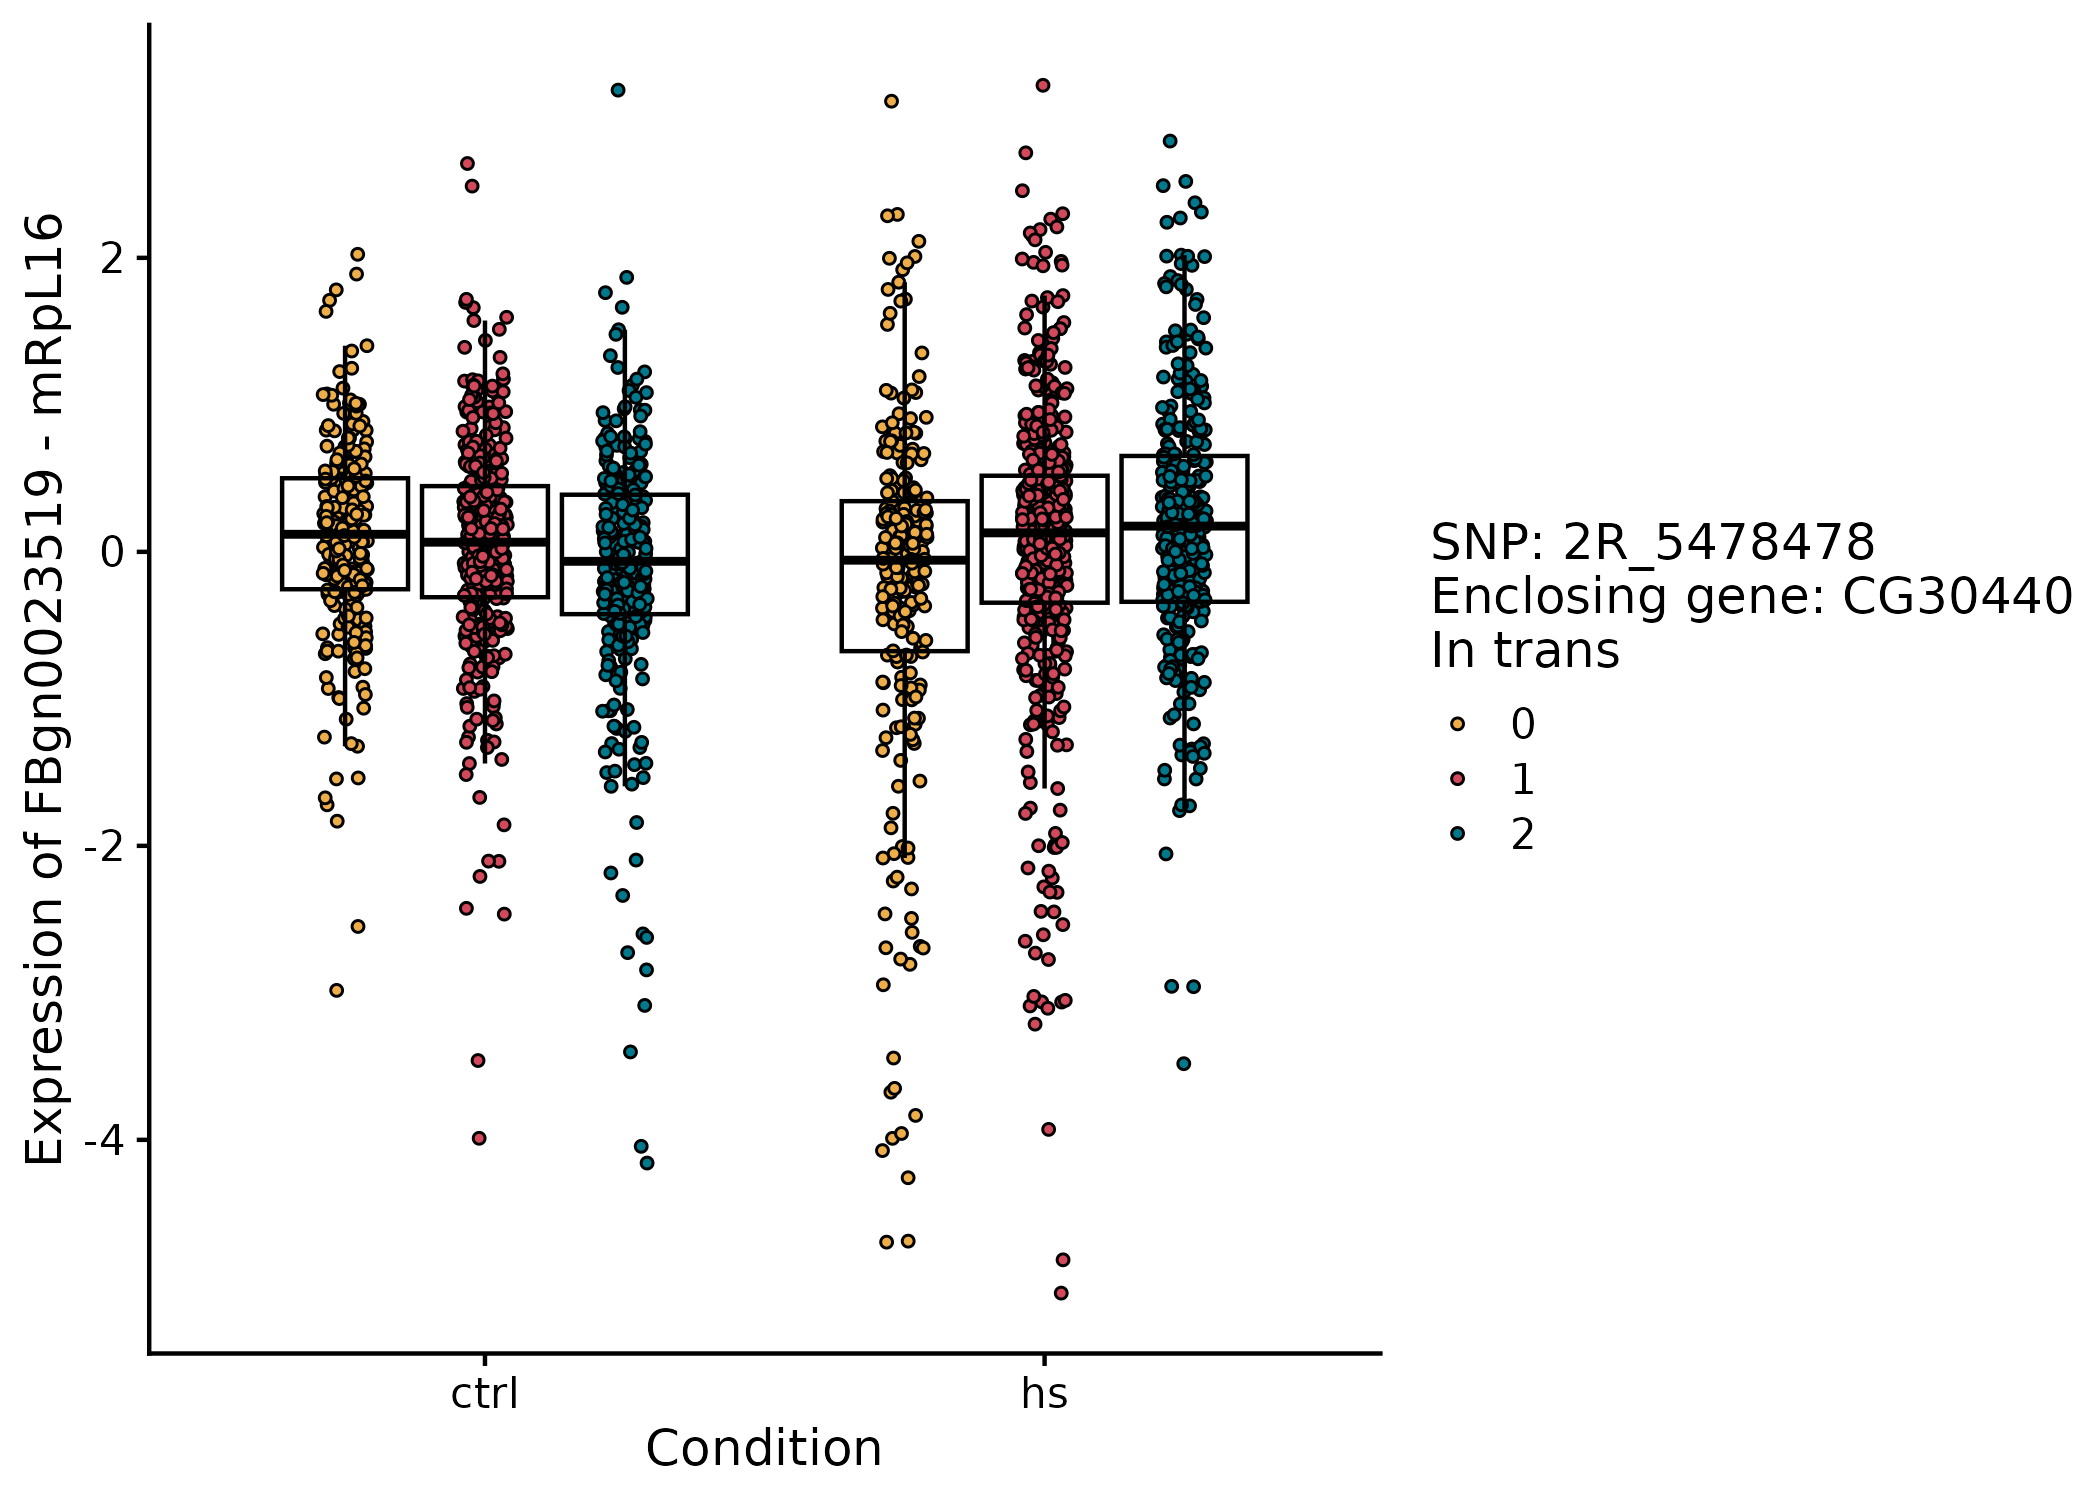 Expression of FBgn0023519 - mRpL16
2
0
-2
-4
ctrl
hs
Condition
SNP: 2R_5478478
Enclosing gene: CG30440
In trans
0
1
2